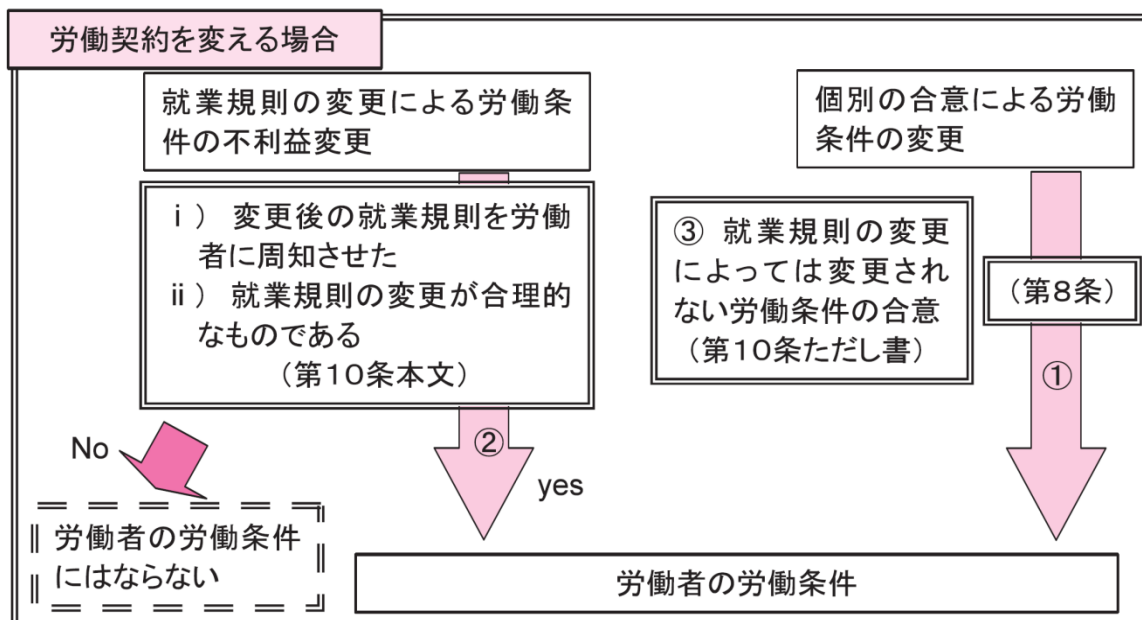 労働契約を変える場合
就業規則の変更による労働条
件の不利益変更
個別の合意による労働
条件の変更
ⅰ） 変更後の就業規則を労働
者に周知させた
ⅱ） 就業規則の変更が合理的
なものである
（第１０条本文）
③ 就業規則の変更
によっては変更され
ない労働条件の合意
（第１０条ただし書）
（第８条）
①
②
No
yes
労働者の労働条件
にはならない
労働者の労働条件